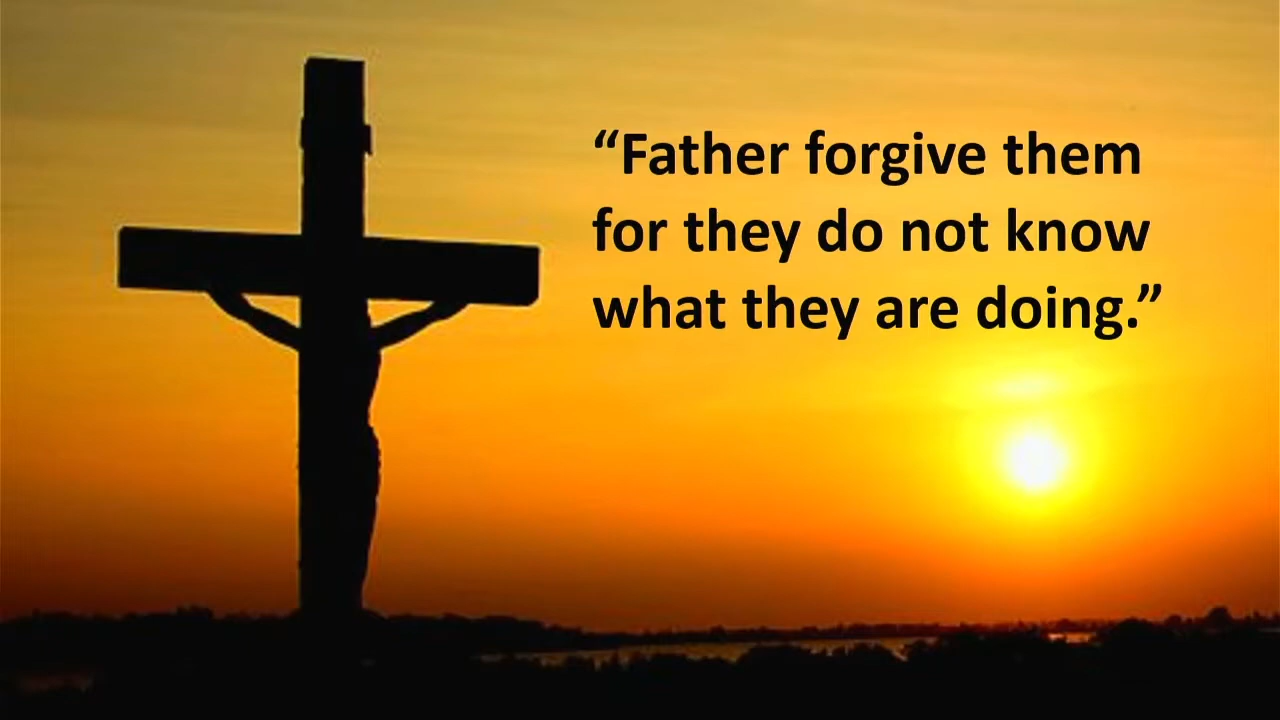 “Father forgive them
for they do not know
what they are doing.”